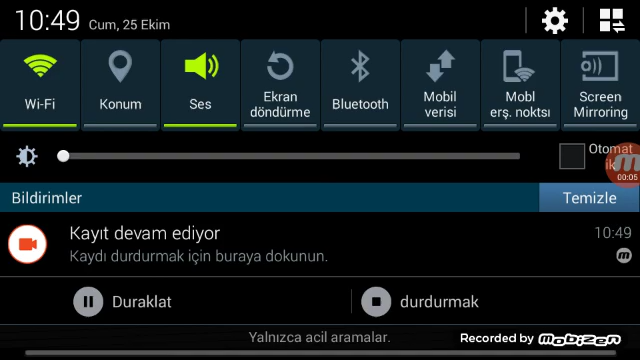 10:49 Cum, 25 Ekim
Wi-Fi
Konum
Ses
Ekran
döndürme
Bluetooth
Mobil
verisi
Mobl
erş. noktsı
Screen
Mirroring
Otomat
ik
00:05
Bildirimler
Temizle
Kayıt devam ediyor
10:49
Kaydı durdurmak için buraya dokunun.
Duraklat
durdurmak
Yalnızca acil aramalar.
Recorded by mobizen